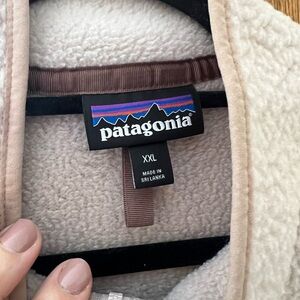 patagonia
XXL
MADE IN
SRI LANKA